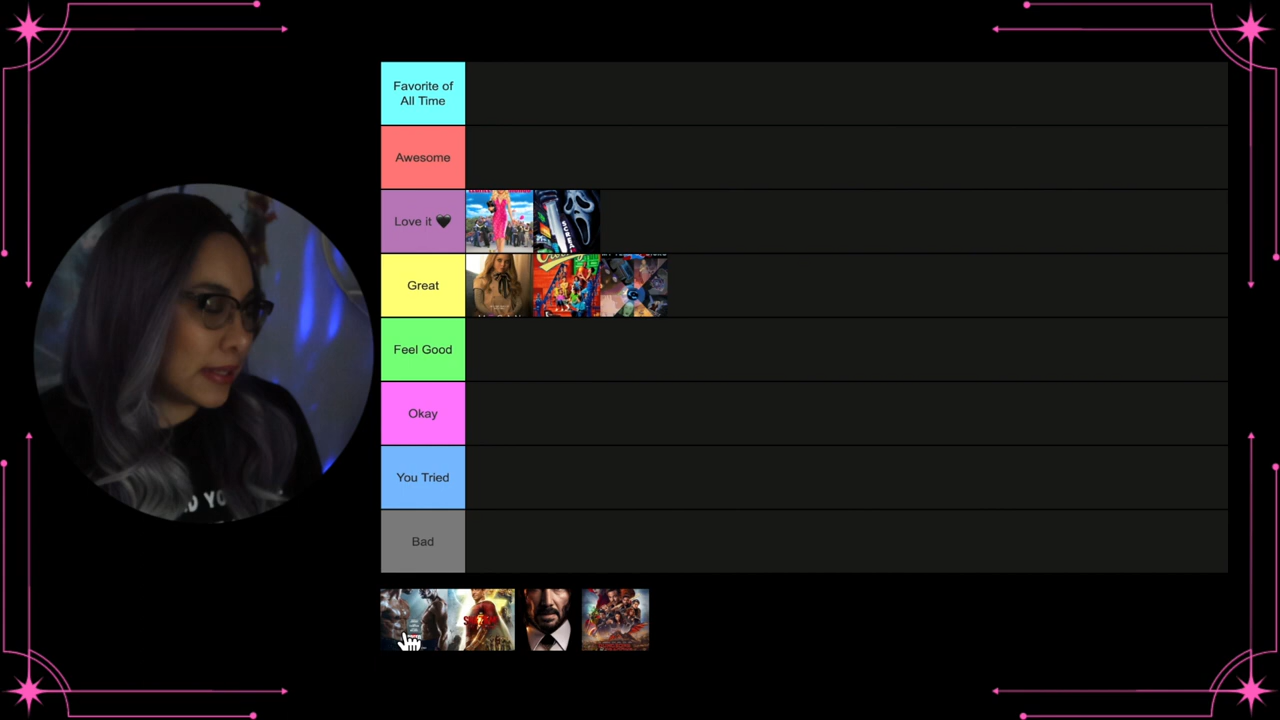 Favorite of
All Time
Awesome
Love it 🖤
Great
Feel Good
Okay
You Tried
Bad